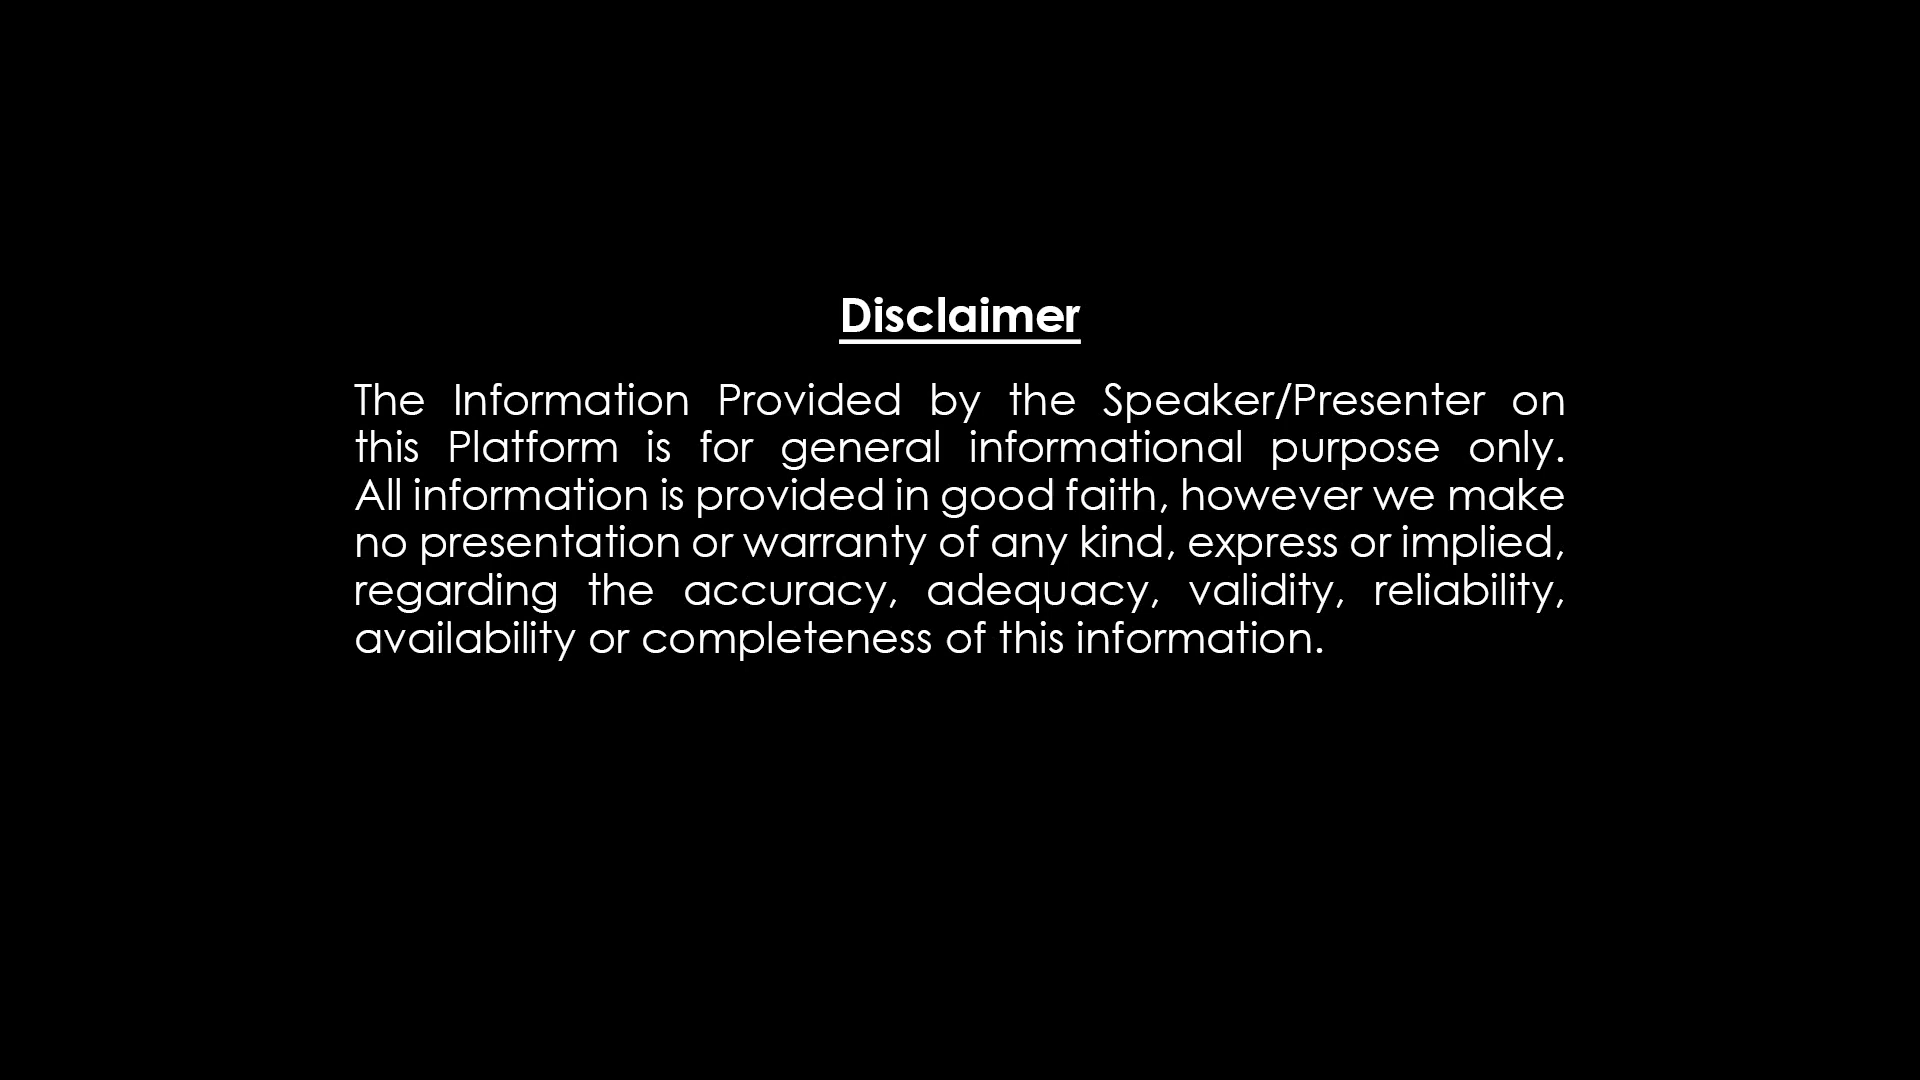 Disclaimer
The Information Provided by the Speaker/Presenter on
this Platform is for general informational purpose only.
All information is provided in good faith, however we make
no presentation or warranty of any kind, express or implied,
regarding the accuracy, adequacy, validity, reliability,
availability or completeness of this information.